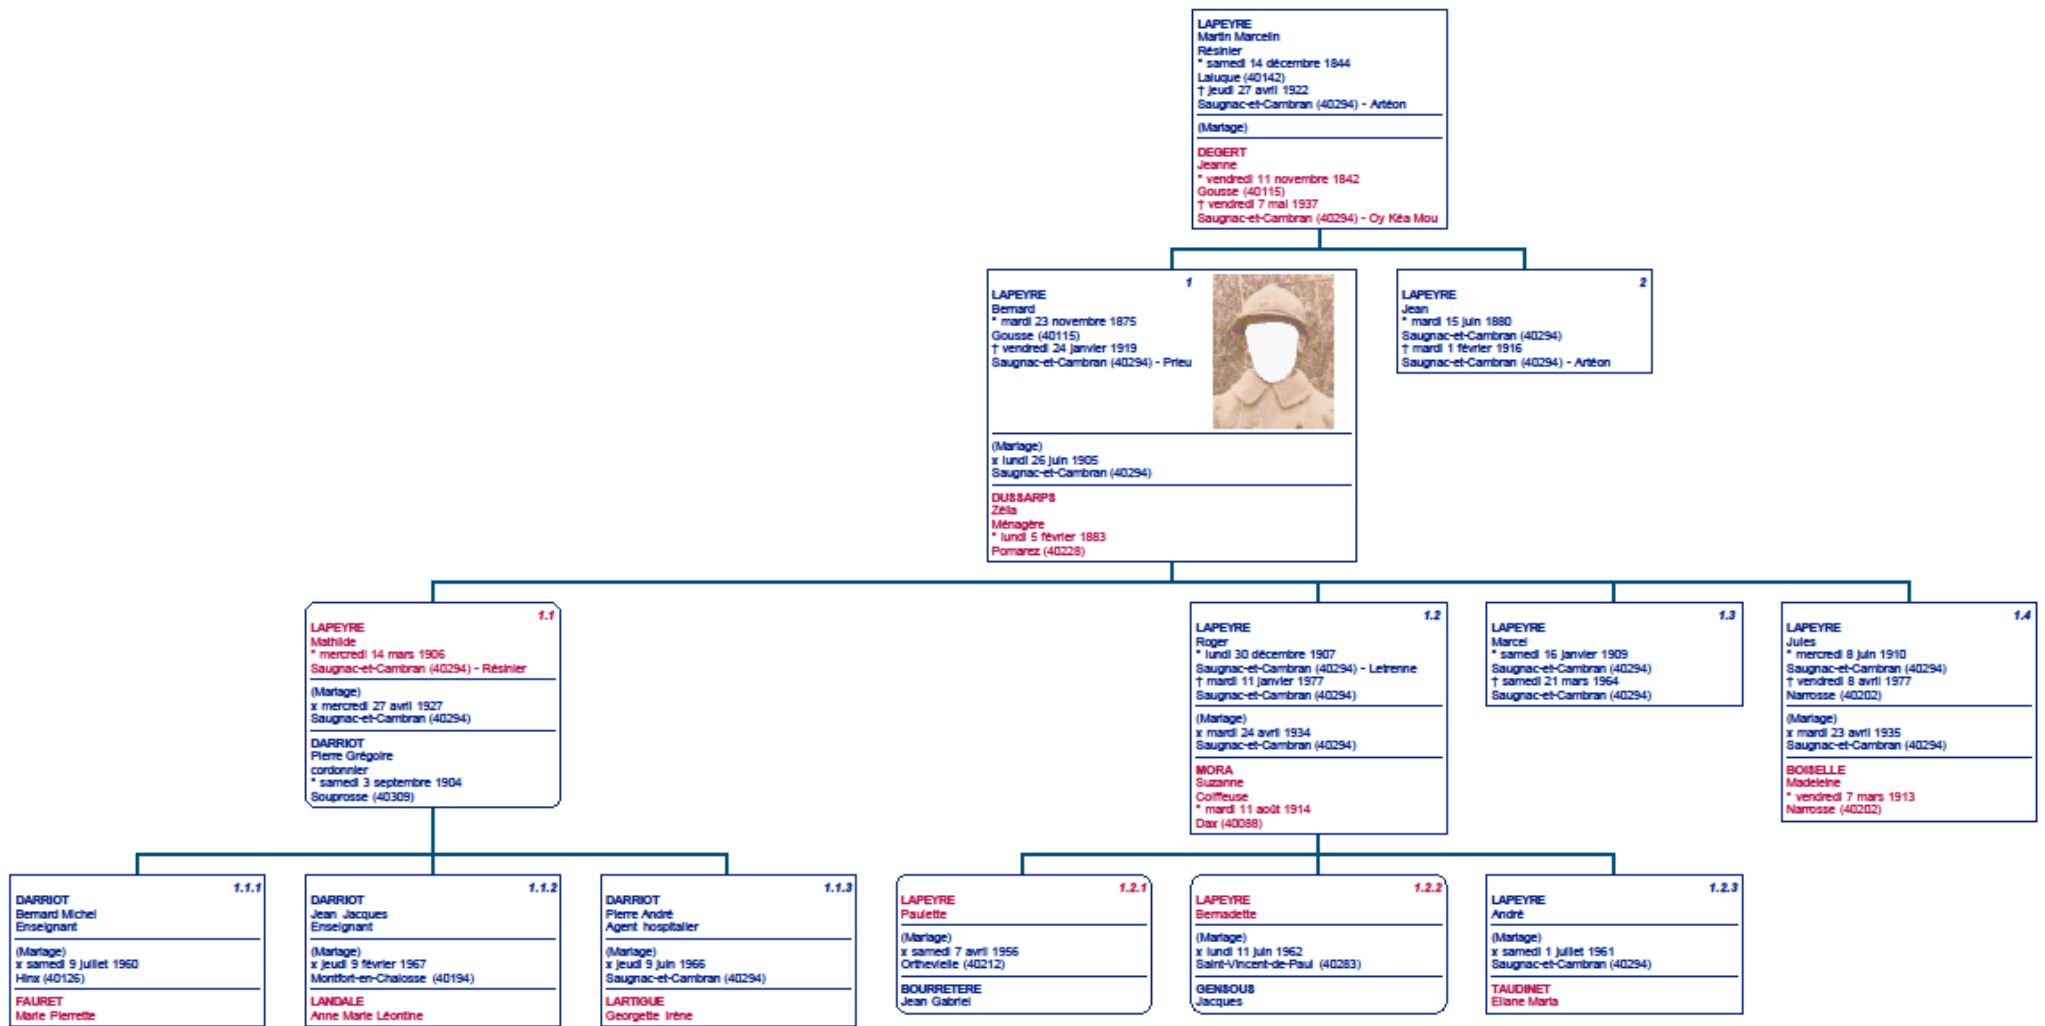 LAPEYRE
Martin Marcelin
Résinier
* samedi 14 décembre 1844
Laluque (40142)
† jeudi 27 avril 1922
Saugnac-et-Cambran (40294) - Artéon
(Mariage)
DEGERT
Jeanne
* vendredi 11 novembre 1842
Gousse (40115)
† vendredi 7 mai 1937
Saugnac-et-Cambran (40294) - Oy Kéa Mou
1
LAPEYRE
Bernard
* mardi 23 novembre 1875
Gousse (40115)
† vendredi 24 janvier 1919
Saugnac-et-Cambran (40294) - Prieu
(Mariage)
x lundi 26 juin 1905
Saugnac-et-Cambran (40294)
DUSSARPS
Zélia
Ménagère
* lundi 5 février 1883
Pomarez (40228)
2
LAPEYRE
Jean
* mardi 15 juin 1880
Saugnac-et-Cambran (40294)
† mardi 1 février 1916
Saugnac-et-Cambran (40294) - Artéon
1.1
LAPEYRE
Mathilde
* mercredi 14 mars 1906
Saugnac-et-Cambran (40294) - Résinier
(Mariage)
x mercredi 27 avril 1927
Saugnac-et-Cambran (40294)
DARRIOT
Pierre Grégoire
cordonnier
* samedi 3 septembre 1904
Souprosse (40309)
1.2
LAPEYRE
Roger
* lundi 30 décembre 1907
Saugnac-et-Cambran (40294) - Letrenne
† mardi 11 janvier 1977
Saugnac-et-Cambran (40294)
(Mariage)
x mardi 24 avril 1934
Saugnac-et-Cambran (40294)
MORA
Suzanne
Coiffeuse
* mardi 11 août 1914
Dax (40088)
1.3
LAPEYRE
Marcel
* samedi 16 janvier 1909
Saugnac-et-Cambran (40294)
† samedi 21 mars 1964
Saugnac-et-Cambran (40294)
1.4
LAPEYRE
Jules
* mercredi 8 juin 1910
Saugnac-et-Cambran (40294)
† vendredi 8 avril 1977
Narrosse (40202)
(Mariage)
x mardi 23 avril 1935
Saugnac-et-Cambran (40294)
BOISELLE
Madeleine
* vendredi 7 mars 1913
Narrosse (40202)
1.1.1
DARRIOT
Bernard Michel
Enseignant
(Mariage)
x samedi 9 juillet 1960
Hinx (40126)
FAURET
Marie Pierrette
1.1.2
DARRIOT
Jean Jacques
Enseignant
(Mariage)
x jeudi 9 février 1967
Montfort-en-Chalosse (40194)
LANDALE
Anne Marie Léontine
1.1.3
DARRIOT
Pierre André
Agent hospitalier
(Mariage)
x jeudi 9 juin 1966
Saugnac-et-Cambran (40294)
LARTIGUE
Georgette Irène
1.2.1
LAPEYRE
Paulette
(Mariage)
x samedi 7 avril 1956
Orthevielle (40212)
BOURRETERE
Jean Gabriel
1.2.2
LAPEYRE
Bernadette
(Mariage)
x lundi 11 juin 1962
Saint-Vincent-de-Paul (40283)
GENSOUS
Jacques
1.2.3
LAPEYRE
André
(Mariage)
x samedi 1 juillet 1961
Saugnac-et-Cambran (40294)
TAUDINET
Eliane Maria